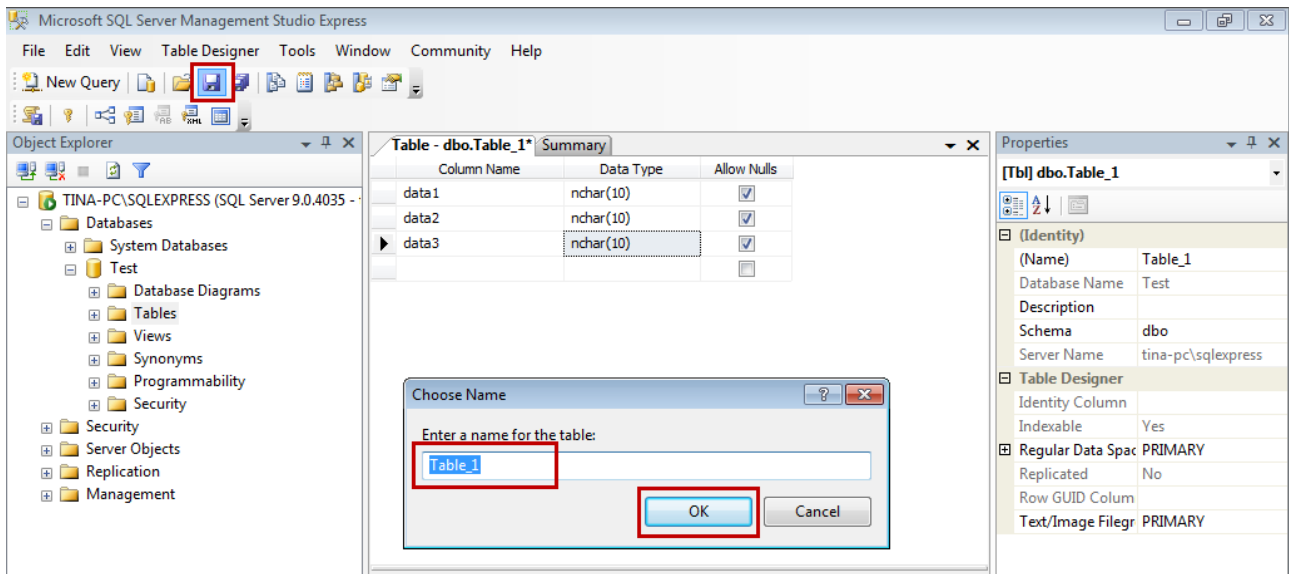 Microsoft SQL Server Management Studio Express
File Edit View Table Designer Tools Window Community Help
New Query
Object Explorer
TINA-PC\SQLEXPRESS (SQL Server 9.0.4035 -
Databases
System Databases
Test
Database Diagrams
Tables
Views
Synonyms
Programmability
Security
Security
Server Objects
Replication
Management
Table - dbo.Table_1* Summary
Column Name Data Type Allow Nulls
data1 nchar(10)
data2 nchar(10)
data3 nchar(10)
Choose Name
Enter a name for the table:
Table_1
OK Cancel
Properties
[Tbl] dbo.Table_1
(Identity)
(Name) Table_1
Database Name Test
Description
Schema dbo
Server Name tina-pc\sqlexpress
Table Designer
Identity Column
Indexable Yes
Regular Data Spac PRIMARY
Replicated No
Row GUID Colum
Text/Image Filegr PRIMARY